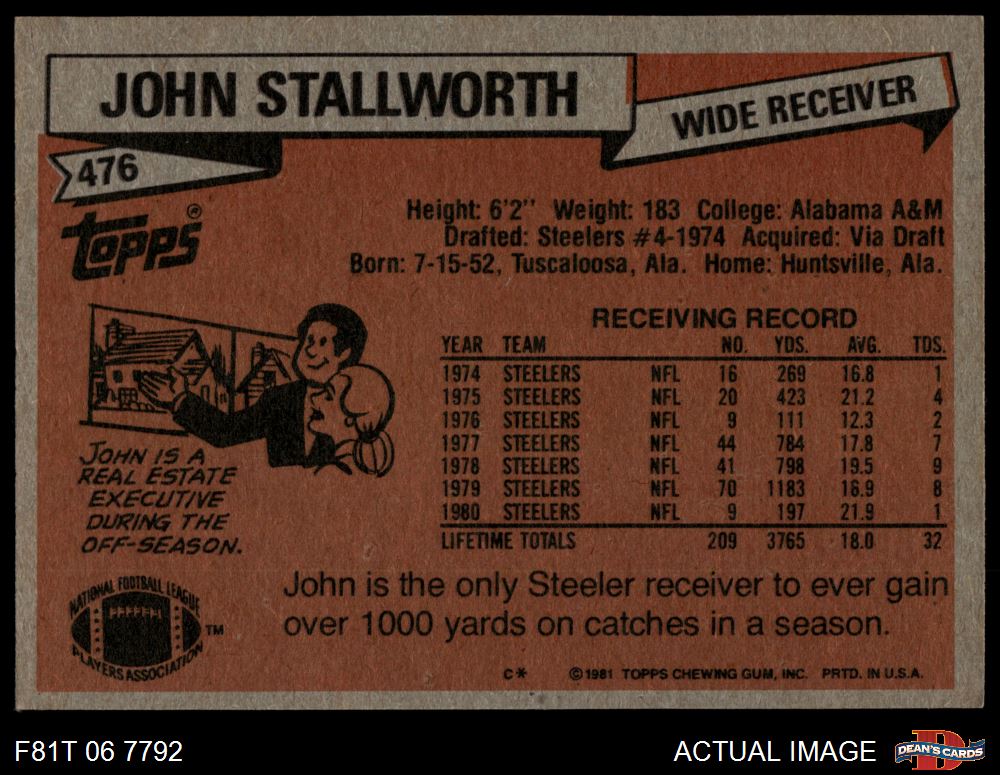 JOHN STALLWORTH
WIDE RECEIVER
476
topps®
Height: 6'2" Weight: 183 College: Alabama A&M
Drafted: Steelers #4-1974 Acquired: Via Draft
Born: 7-15-52, Tuscaloosa, Ala. Home: Huntsville, Ala.
RECEIVING RECORD
YEAR TEAM NO. YDS. AVG. TDS.
1974 STEELERS NFL 16 269 16.8 1
1975 STEELERS NFL 20 423 21.2 4
1976 STEELERS NFL 9 111 12.3 2
1977 STEELERS NFL 44 784 17.8 7
1978 STEELERS NFL 41 798 19.5 9
1979 STEELERS NFL 70 1183 16.9 8
1980 STEELERS NFL 9 197 21.9 1
LIFETIME TOTALS 209 3765 18.0 32
JOHN IS A
REAL ESTATE
EXECUTIVE
DURING THE
OFF-SEASON.
John is the only Steeler receiver to ever gain
over 1000 yards on catches in a season.
NATIONAL FOOTBALL LEAGUE
PLAYERS ASSOCIATION
TM
C* ©1981 TOPPS CHEWING GUM, INC. PRTD. IN U.S.A.
F81T 06 7792
ACTUAL IMAGE
D
DEAN'S CARDS